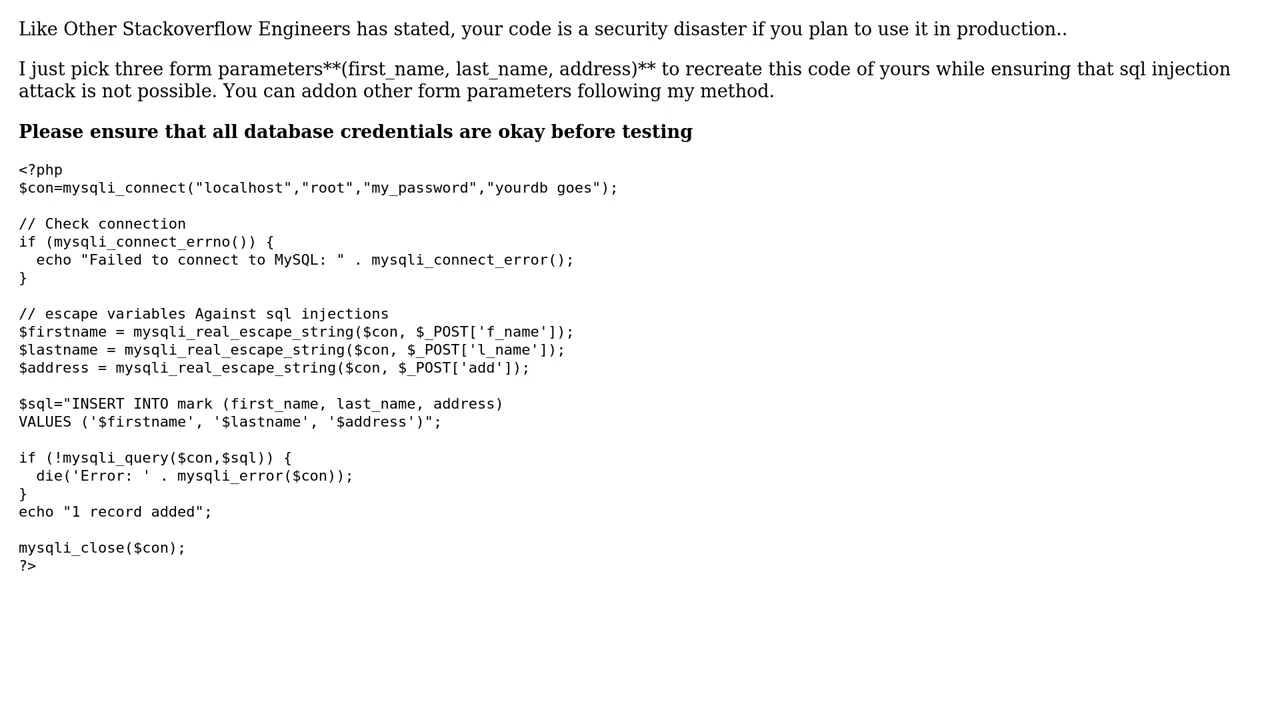 Like Other Stackoverflow Engineers has stated, your code is a security disaster if you plan to use it in production..
I just pick three form parameters**(first_name, last_name, address)** to recreate this code of yours while ensuring that sql injection
attack is not possible. You can addon other form parameters following my method.
Please ensure that all database credentials are okay before testing
<?php
$con=mysqli_connect("localhost","root","my_password","yourdb goes");

// Check connection
if (mysqli_connect_errno()) {
  echo "Failed to connect to MySQL: " . mysqli_connect_error();
}

// escape variables Against sql injections
$firstname = mysqli_real_escape_string($con, $_POST['f_name']);
$lastname = mysqli_real_escape_string($con, $_POST['l_name']);
$address = mysqli_real_escape_string($con, $_POST['add']);

$sql="INSERT INTO mark (first_name, last_name, address)
VALUES ('$firstname', '$lastname', '$address')";

if (!mysqli_query($con,$sql)) {
  die('Error: ' . mysqli_error($con));
}
echo "1 record added";

mysqli_close($con);
?>